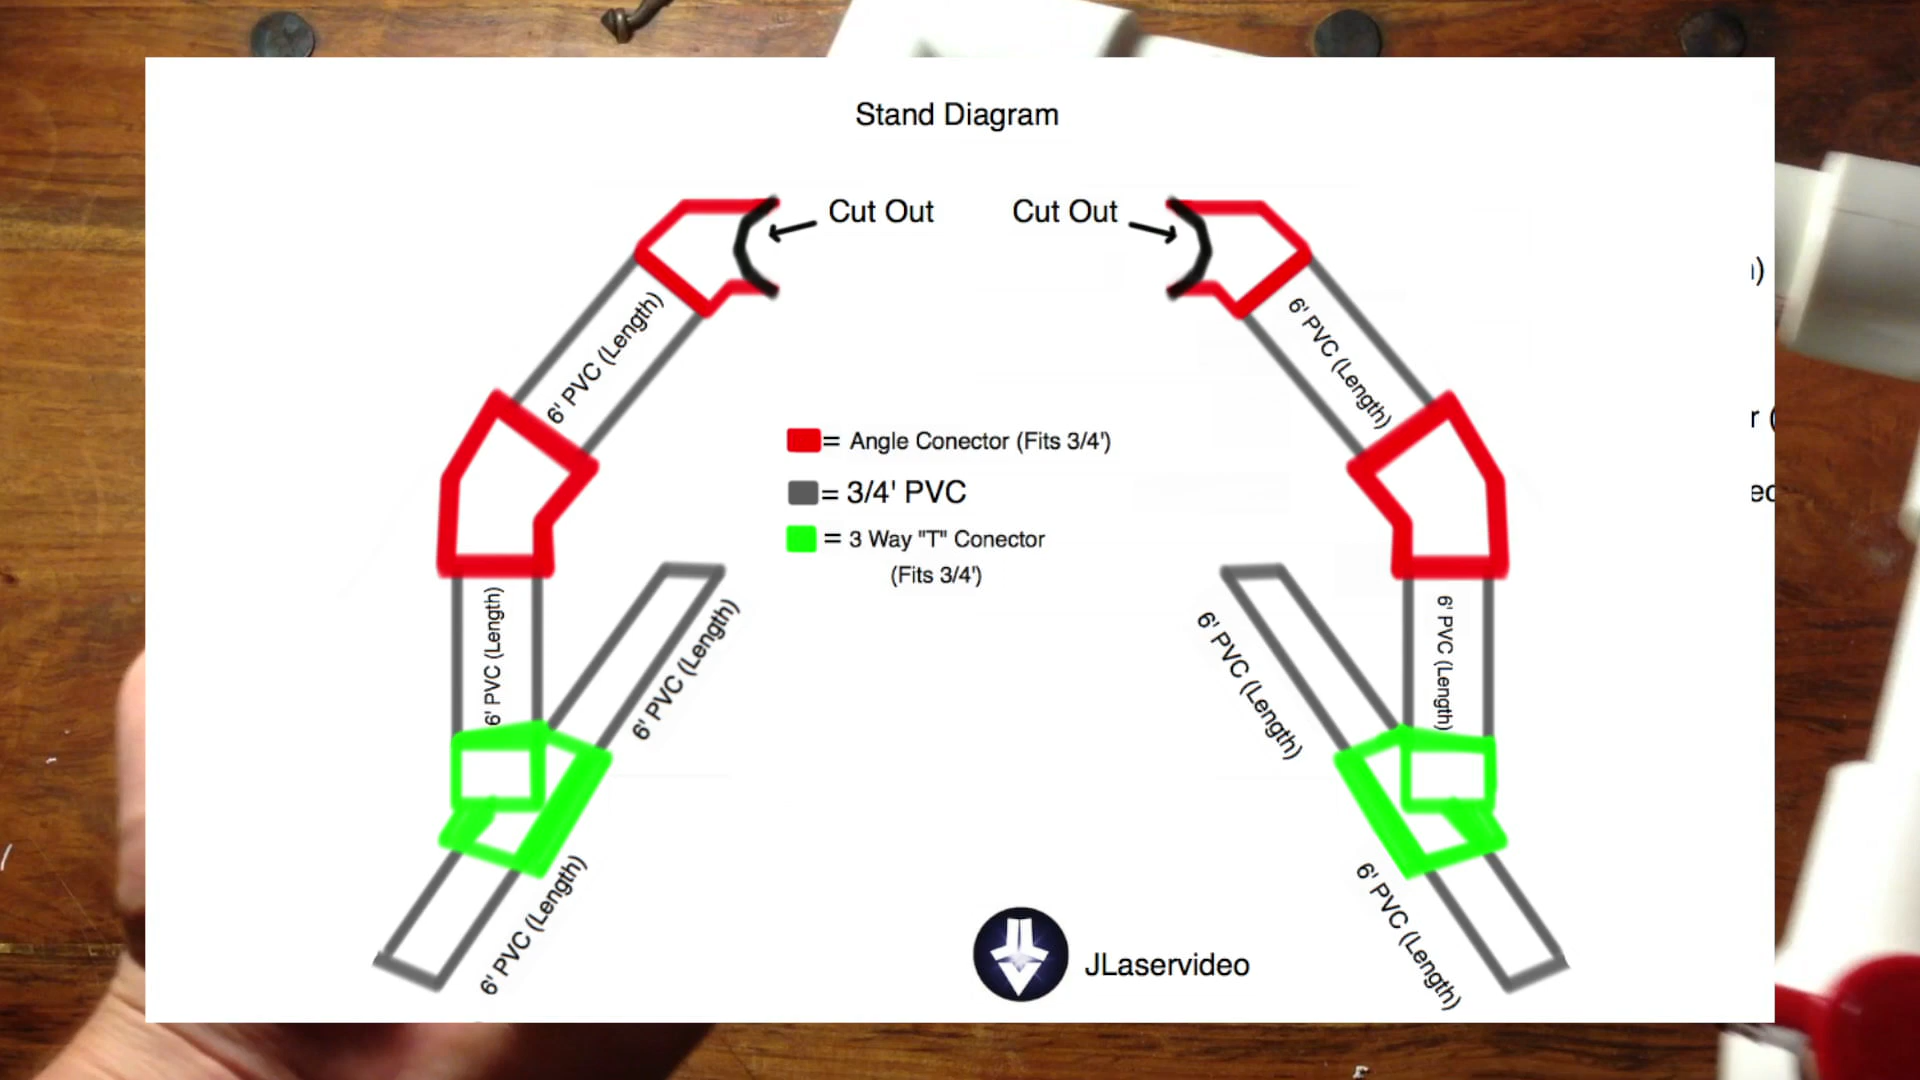 Stand Diagram
Cut Out
Cut Out
6' PVC (Length)
6' PVC (Length)
= Angle Conector (Fits 3/4')
= 3/4' PVC
= 3 Way "T" Conector
(Fits 3/4')
6' PVC (Length)
6' PVC (Length)
6' PVC (Length)
6' PVC (Length)
6' PVC (Length)
6' PVC (Length)
JLaservideo